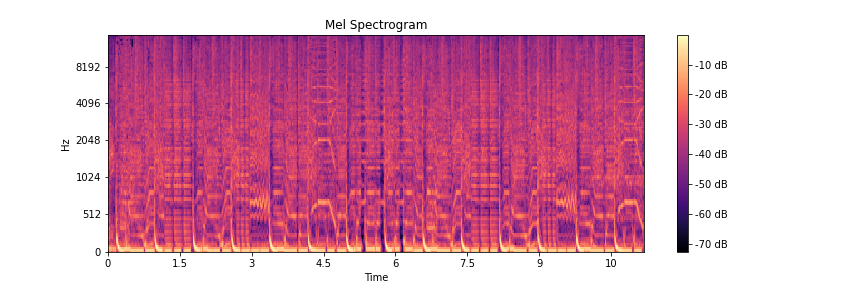 Mel Spectrogram
8192
4096
2048
1024
512
0
Hz
0
1.5
3
4.5
6
7.5
9
10
Time
-10 dB
-20 dB
-30 dB
-40 dB
-50 dB
-60 dB
-70 dB